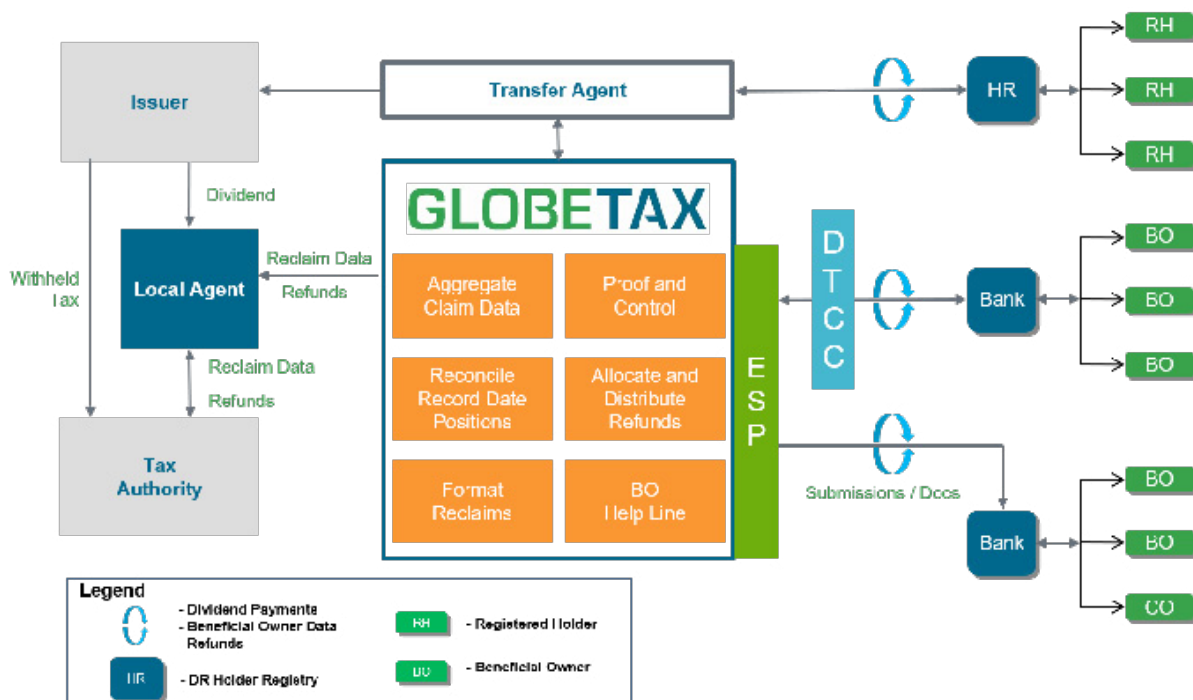 Issuer
Transfer Agent
HR
RH
RH
RH
Dividend
GLOBETAX
Withheld
Tax
Local Agent
Reclaim Data
Refunds
Aggregate
Claim Data
Proof and
Control
DTCC
Bank
BO
BO
BO
Reclaim Data
Refunds
Reconcile
Record Date
Positions
Allocate and
Distribute
Refunds
ESP
Tax
Authority
Format
Reclaims
BO
Help Line
Submissions / Docs
Bank
BO
BO
CO
Legend
- Dividend Payments
- Beneficial Owner Data
Refunds
RH
- Registered Holder
HR
- DR Holder Registry
BO
- Beneficial Owner